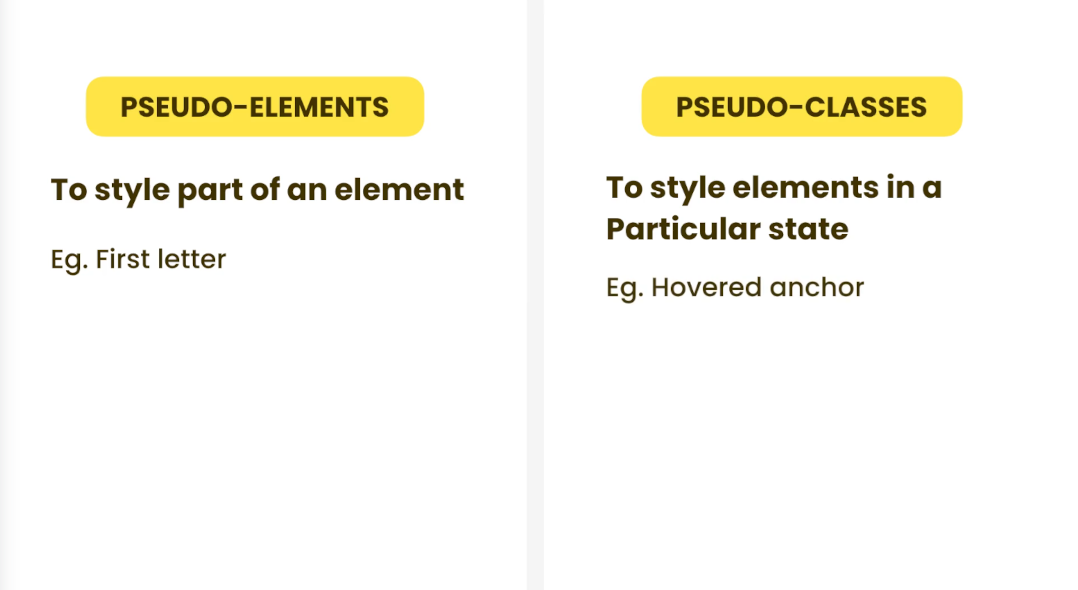 PSEUDO-ELEMENTS
To style part of an element
Eg. First letter
PSEUDO-CLASSES
To style elements in a
Particular state
Eg. Hovered anchor